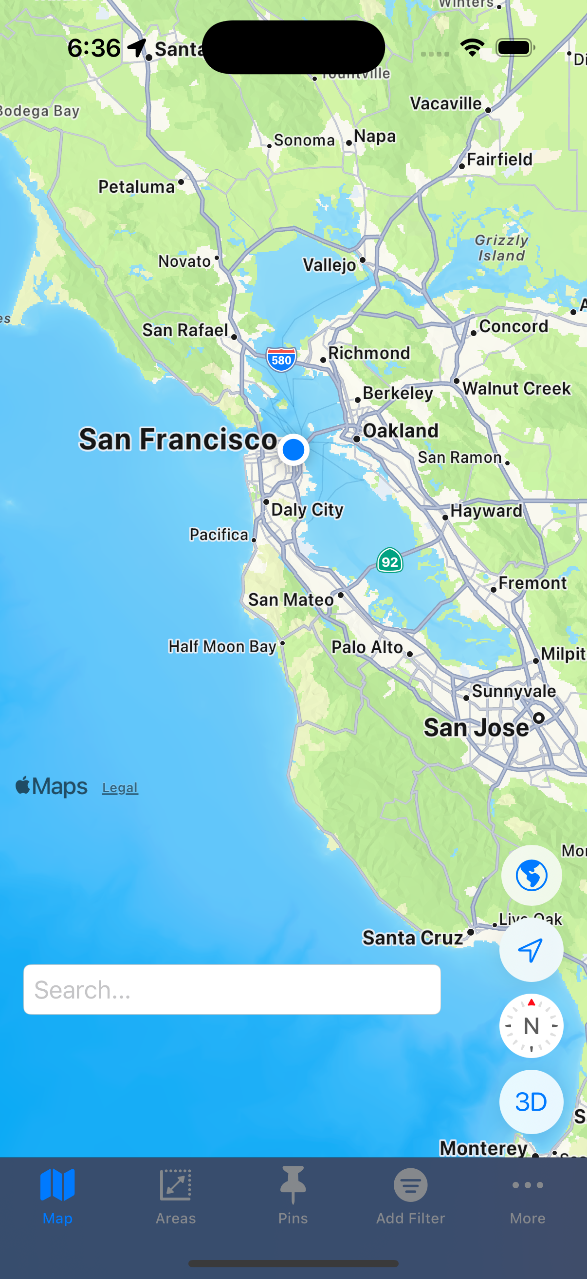 Winters
6:36
Santa
Yountville
Bodega Bay
Vacaville
Sonoma
Napa
Fairfield
Petaluma
Grizzly
Island
Novato
Vallejo
San Rafael
Concord
580
Richmond
Berkeley
Walnut Creek
San Francisco
Oakland
San Ramon
Daly City
Hayward
Pacifica
92
Fremont
San Mateo
Half Moon Bay
Palo Alto
Milpit
Sunnyvale
San Jose
Maps
Legal
Live Oak
Santa Cruz
Search...
N
3D
Monterey
Map
Areas
Pins
Add Filter
More